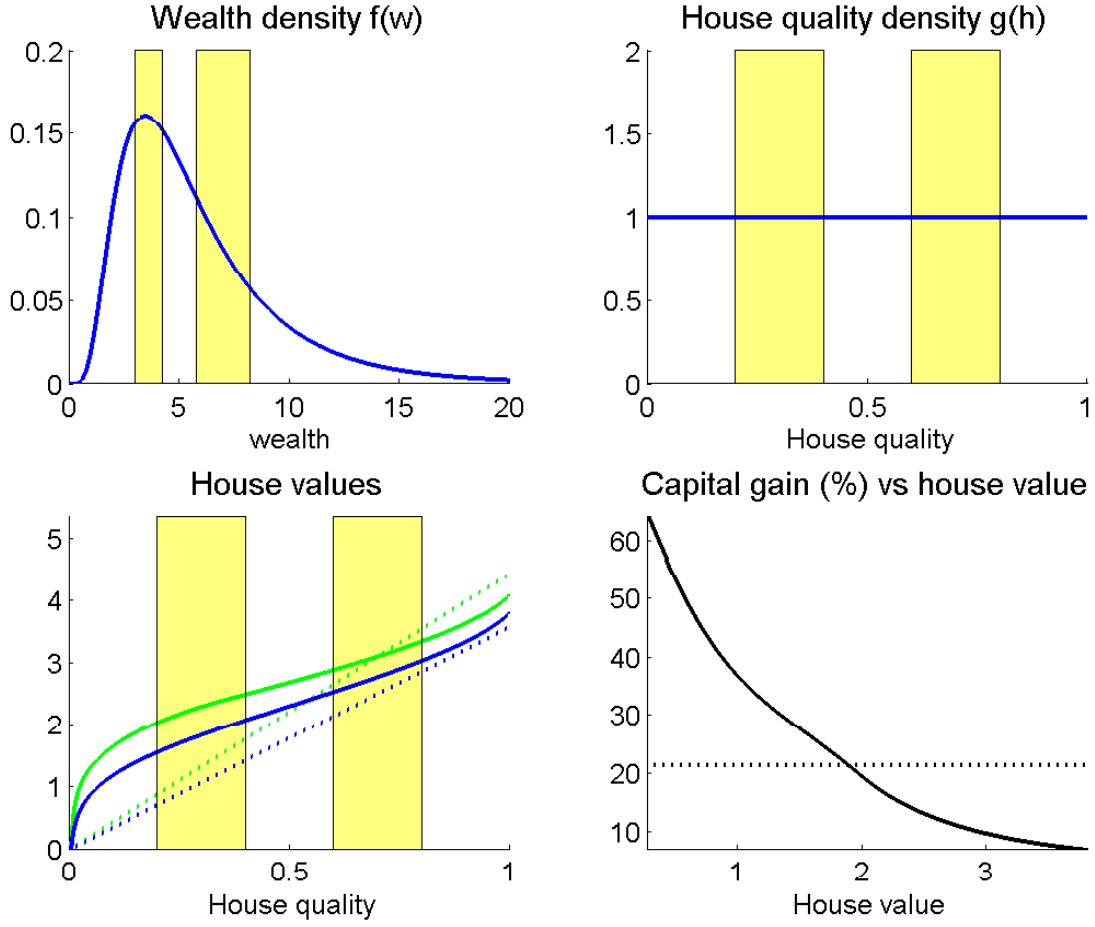 Wealth density f(w)
0.2
0.15
0.1
0.05
0
0 5 10 15 20
wealth
House quality density g(h)
2
1.5
1
0.5
0
0 0.5 1
House quality
House values
5
4
3
2
1
0
0 0.5 1
House quality
Capital gain (%) vs house value
60
50
40
30
20
10
1 2 3
House value